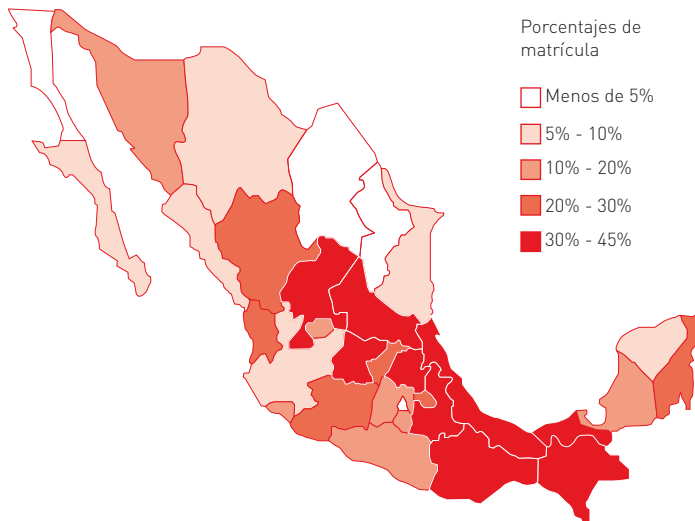 Porcentajes de
matrícula
Menos de 5%
5% - 10%
10% - 20%
20% - 30%
30% - 45%